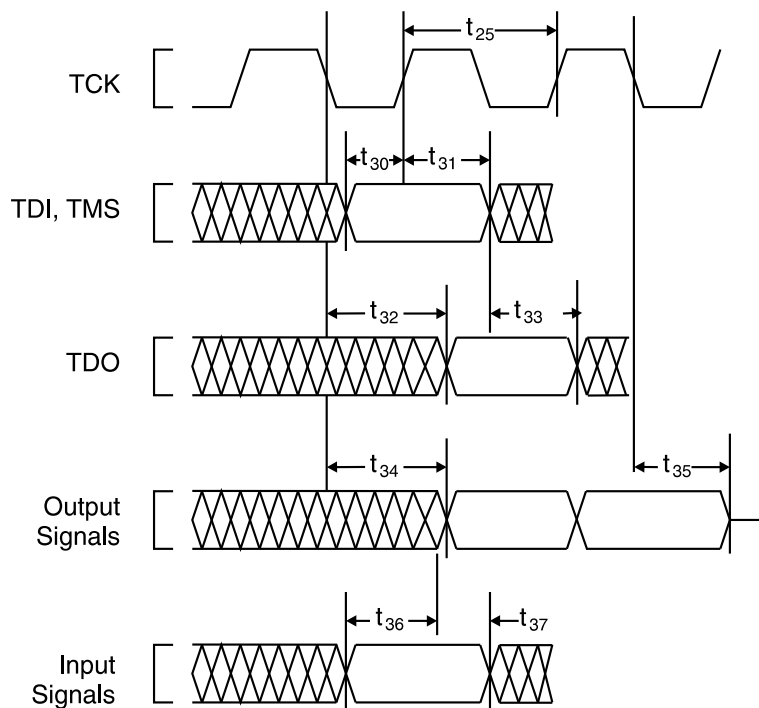 t25
TCK
t30
t31
TDI, TMS
t32
t33
TDO
t34
t35
Output
Signals
t36
t37
Input
Signals